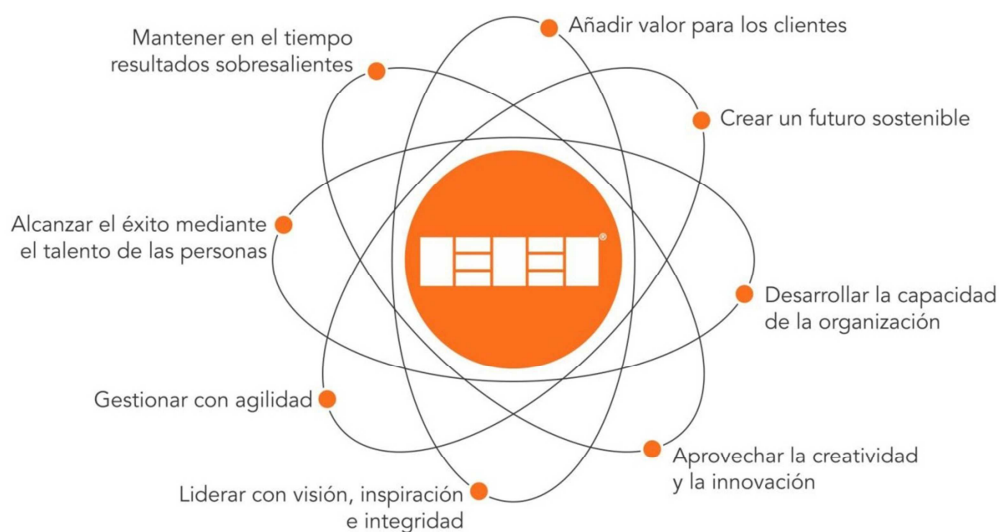 Añadir valor para los clientes
Mantener en el tiempo
resultados sobresalientes
Crear un futuro sostenible
Alcanzar el éxito mediante
el talento de las personas
®
Desarrollar la capacidad
de la organización
Gestionar con agilidad
Aprovechar la creatividad
y la innovación
Liderar con visión, inspiración
e integridad